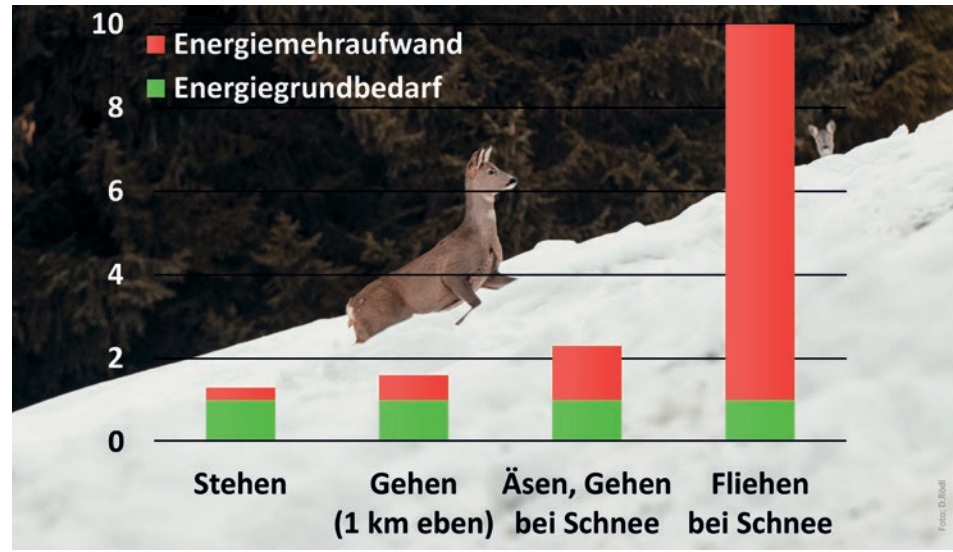 10
Energiemehraufwand
Energiegrundbedarf
8
6
4
2
0
Stehen
Gehen
(1 km eben)
Äsen, Gehen
bei Schnee
Fliehen
bei Schnee
Foto: D.Rödl